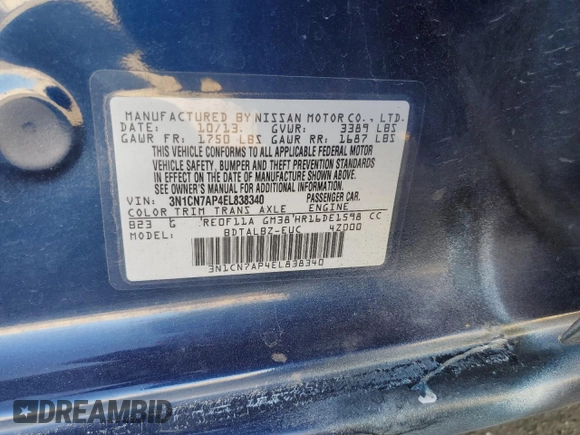 MANUFACTURED BY NISSAN MOTOR CO., LTD.
DATE: 10/13. GVWR: 3389 LBS
GAWR FR: 1750 LBS GAWR RR: 1687 LBS
THIS VEHICLE CONFORMS TO ALL APPLICABLE FEDERAL MOTOR
VEHICLE SAFETY, BUMPER AND THEFT PREVENTION STANDARDS
IN EFFECT ON THE DATE OF MANUFACTURE SHOWN ABOVE.
SEE OWNER'S MANUAL FOR ADDITIONAL INFORMATION.
VIN: 3N1CN7AP4EL838340 PASSENGER CAR.
COLOR TRIM TRANS AXLE ENGINE
B23 G RE0F11A GM38 HR16DE1598 CC
MODEL: BDTALBZ-EUC 4Z000
3N1CN7AP4EL838340
DREAMBID